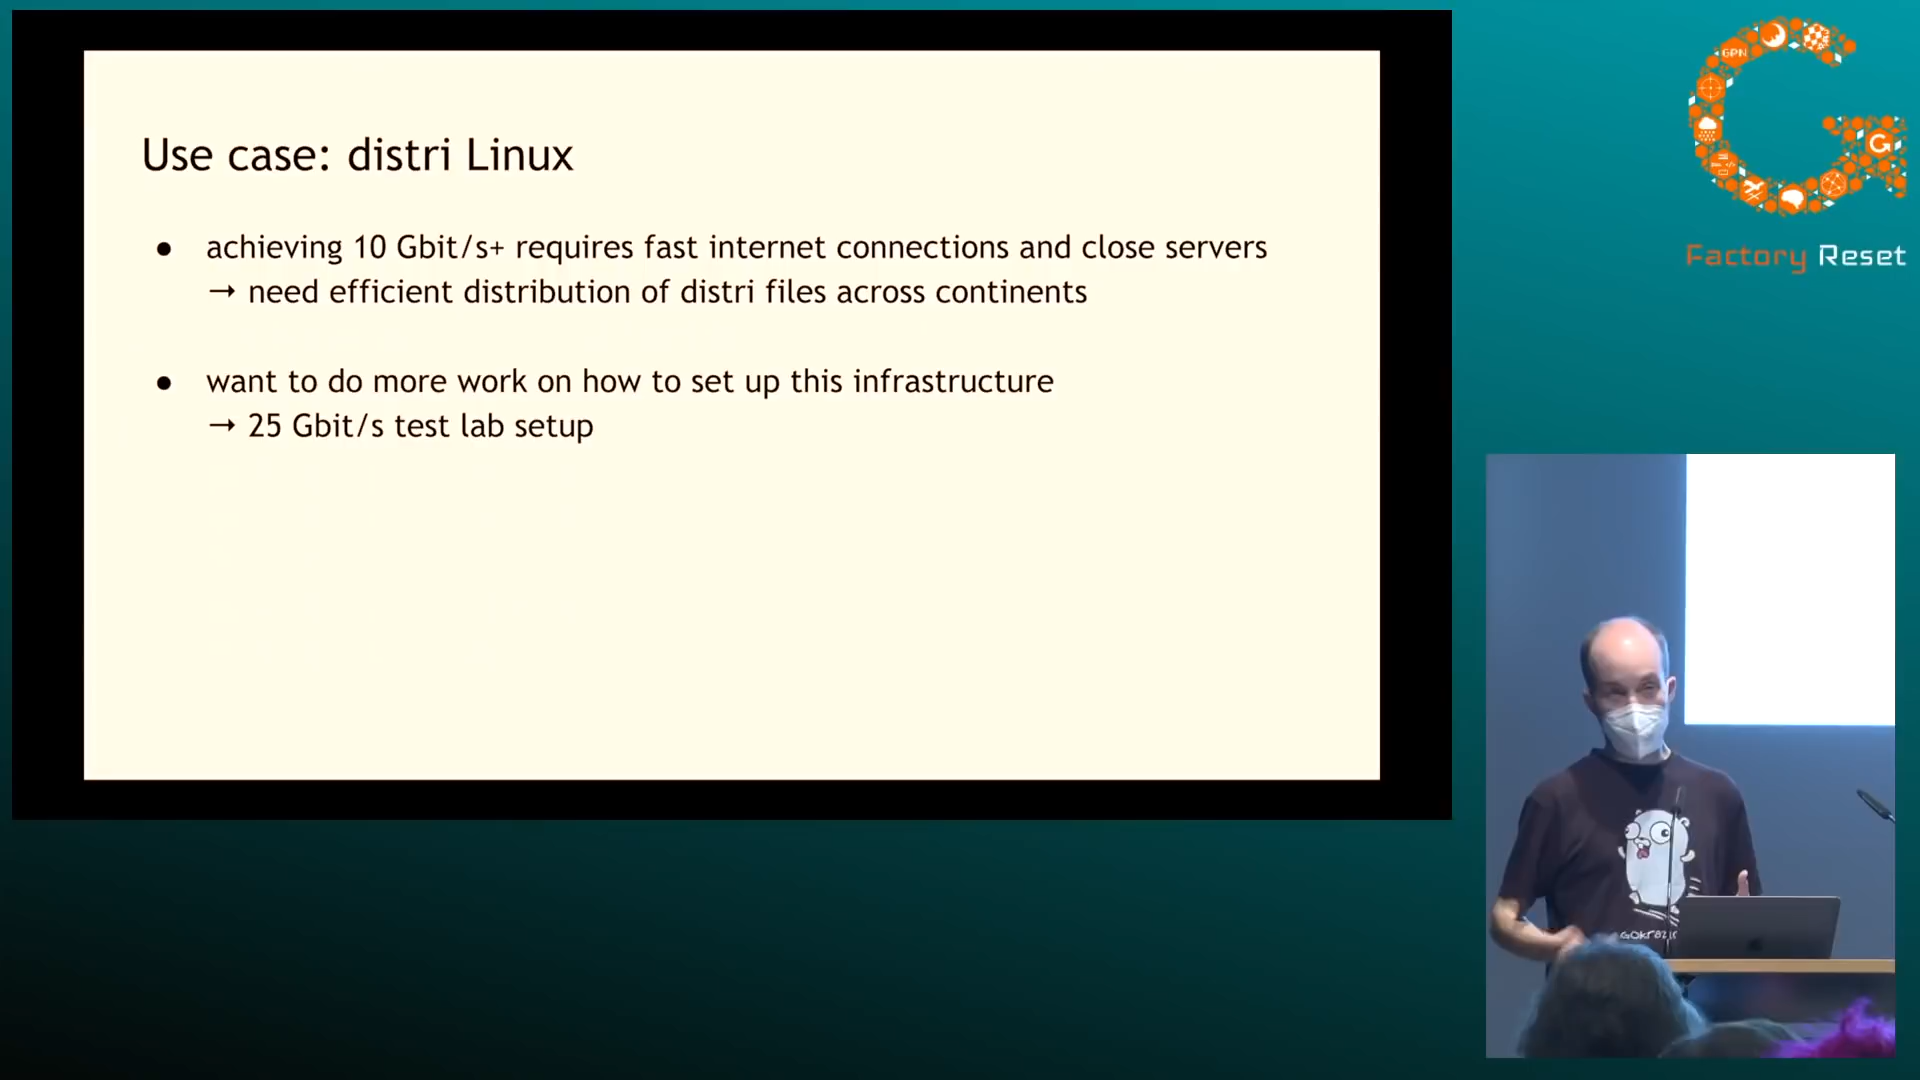 Use case: distri Linux
● achieving 10 Gbit/s+ requires fast internet connections and close servers
→ need efficient distribution of distri files across continents
● want to do more work on how to set up this infrastructure
→ 25 Gbit/s test lab setup
GPN
Factory Reset